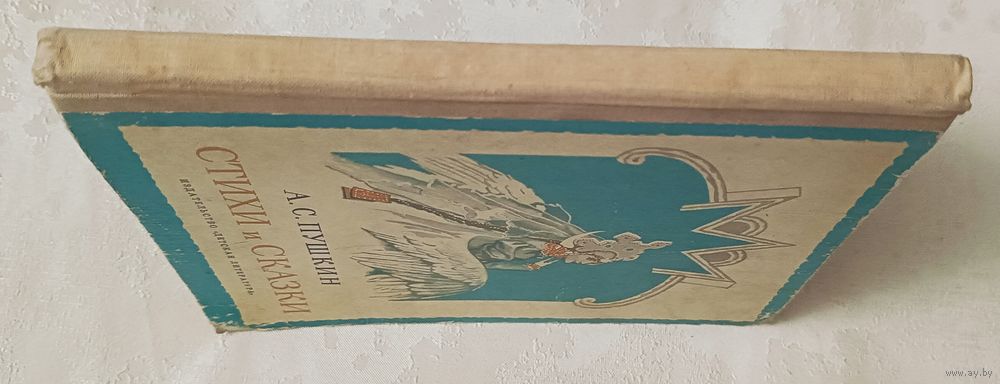 А. С. ПУШКИН
СТИХИ и СКАЗКИ
ИЗДАТЕЛЬСТВО «ДЕТСКАЯ ЛИТЕРАТУРА»
www.ay.by